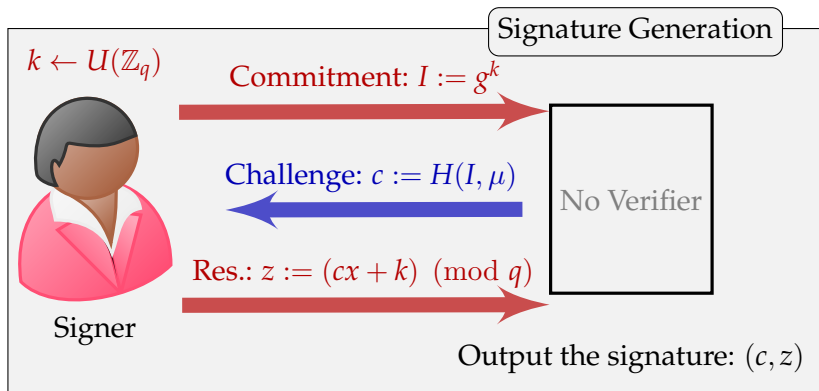 Signature Generation
k ← U(ℤ_q)
Commitment: I := g^k
Challenge: c := H(I, μ)
No Verifier
Res.: z := (cx + k) (mod q)
Signer
Output the signature: (c, z)